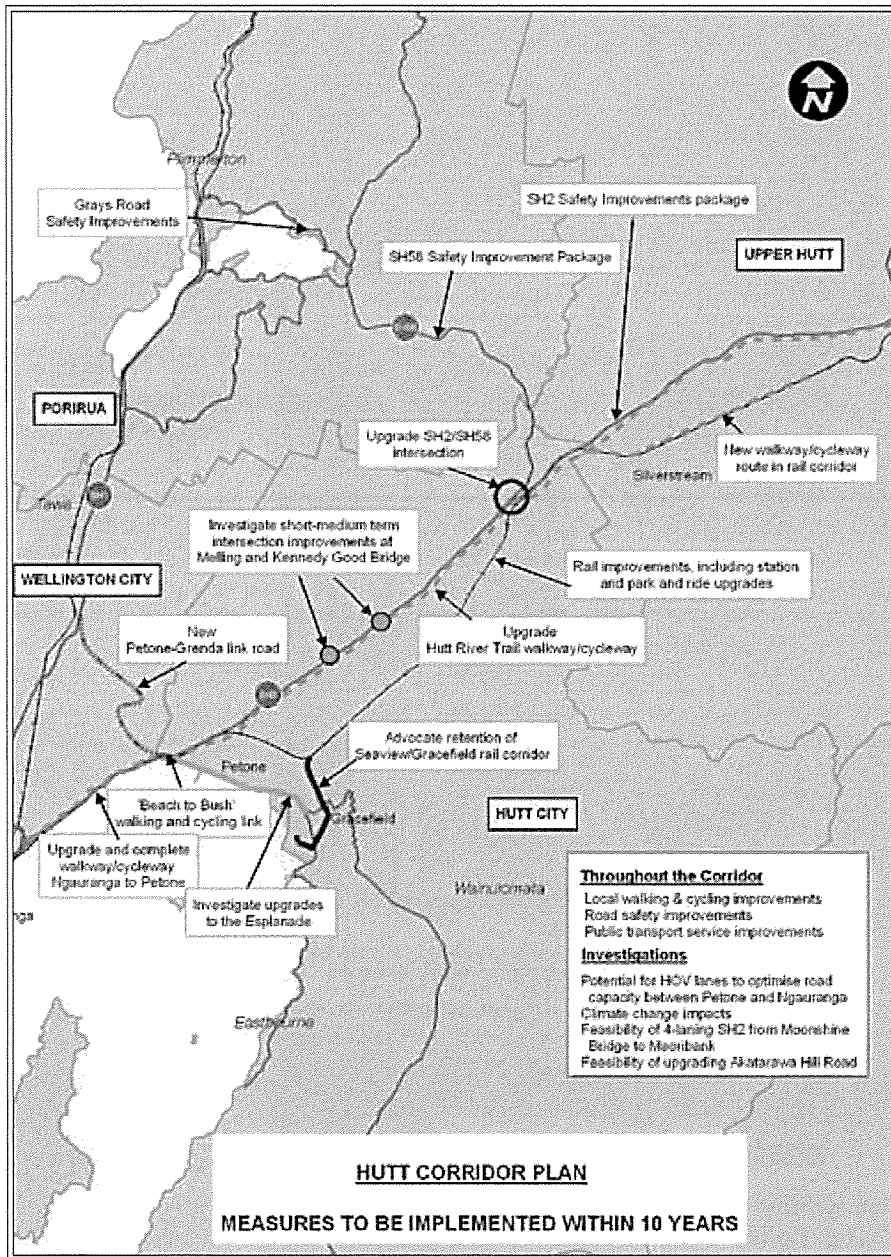 N
Plimmerton
Grays Road
Safety Improvements
SH2 Safety Improvements package
SH58 Safety Improvement Package
UPPER HUTT
PORIRUA
Upgrade SH2/SH58
intersection
New walkway/cycleway
route in rail corridor
Silverstream
Tawa
Investigate short-medium term
intersection improvements at
Melling and Kennedy Good Bridge
Rail improvements, including station
and park and ride upgrades
WELLINGTON CITY
New
Petone-Grenda link road
Upgrade
Hutt River Trail walkway/cycleway
Advocate retention of
Seaview/Gracefield rail corridor
Petone
'Beach to Bush'
walking and cycling link
Gracefield
HUTT CITY
Upgrade and complete
walkway/cycleway
Ngauranga to Petone
Investigate upgrades
to the Esplanade
nga
Wainuiomata
Eastbourne
Throughout the Corridor
Local walking & cycling improvements
Road safety improvements
Public transport service improvements
Investigations
Potential for HOV lanes to optimise road
capacity between Petone and Ngauranga
Climate change impacts
Feasibility of 4-laning SH2 from Moonshine
Bridge to Maoribank
Feasibility of upgrading Akatarawa Hill Road
HUTT CORRIDOR PLAN
MEASURES TO BE IMPLEMENTED WITHIN 10 YEARS